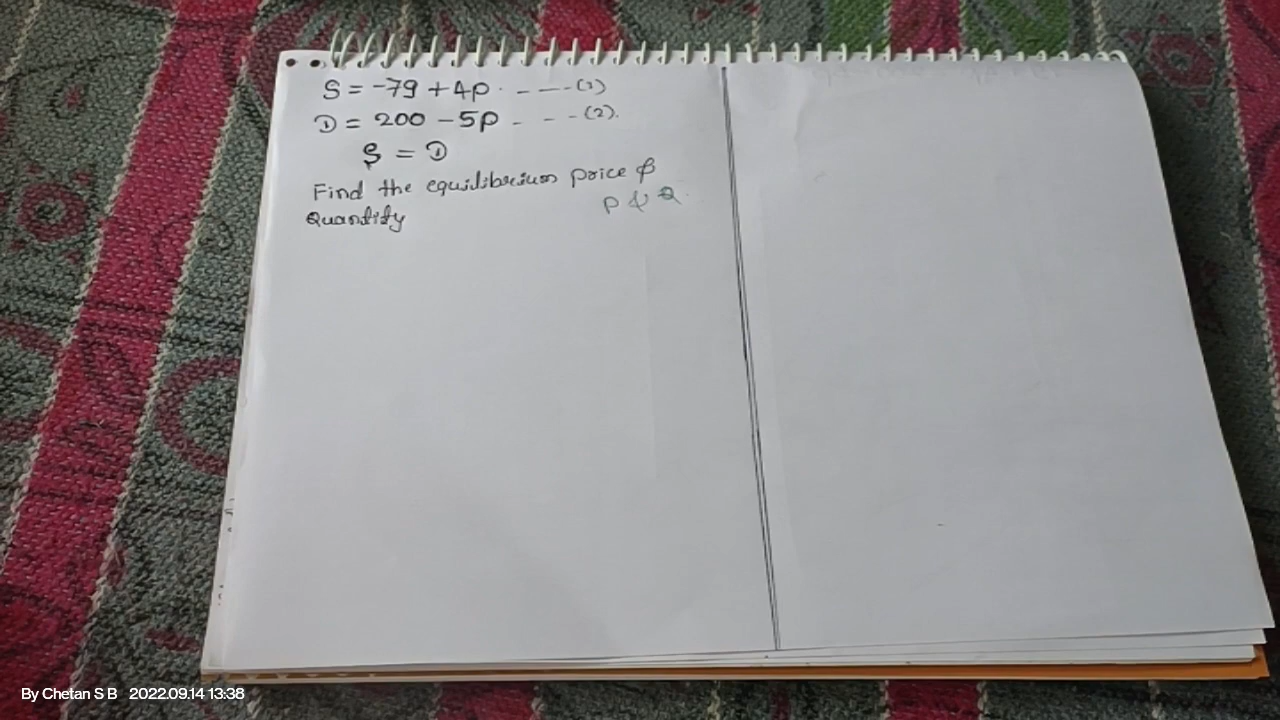 S = -79 + 4P - - - - (1)
D = 200 - 5P - - - (2).
S = D
Find the equilibrium price &
P & Q.
Quantity
By Chetan S B 2022.09.14 13:38